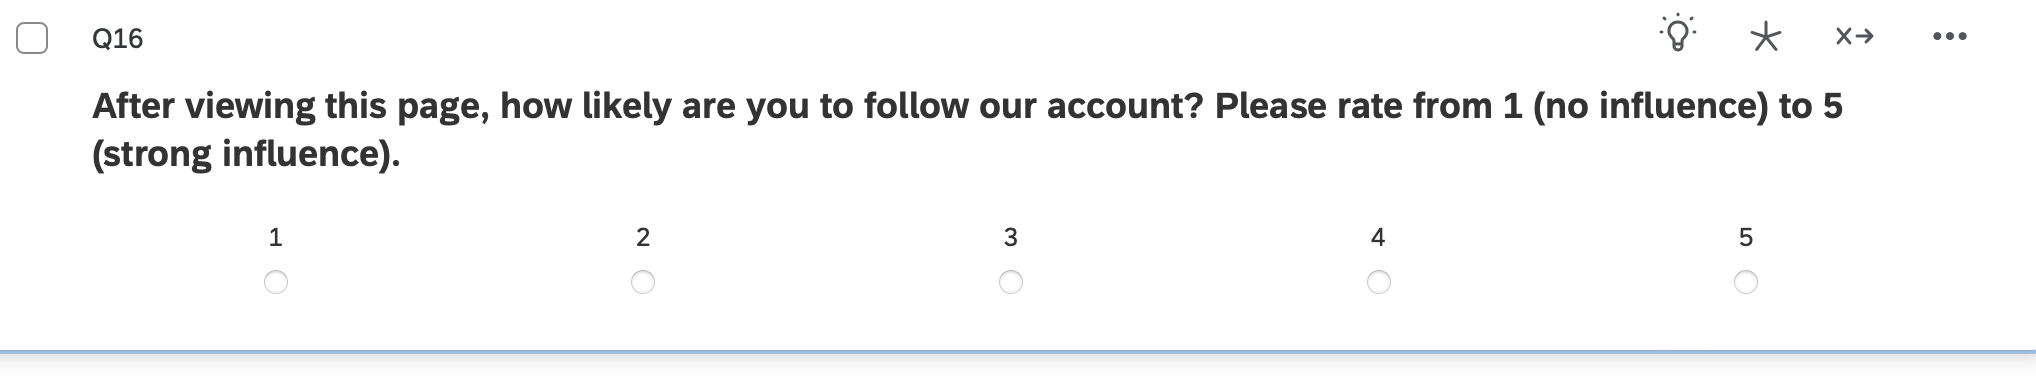 Q16
After viewing this page, how likely are you to follow our account? Please rate from 1 (no influence) to 5
(strong influence).
1 2 3 4 5